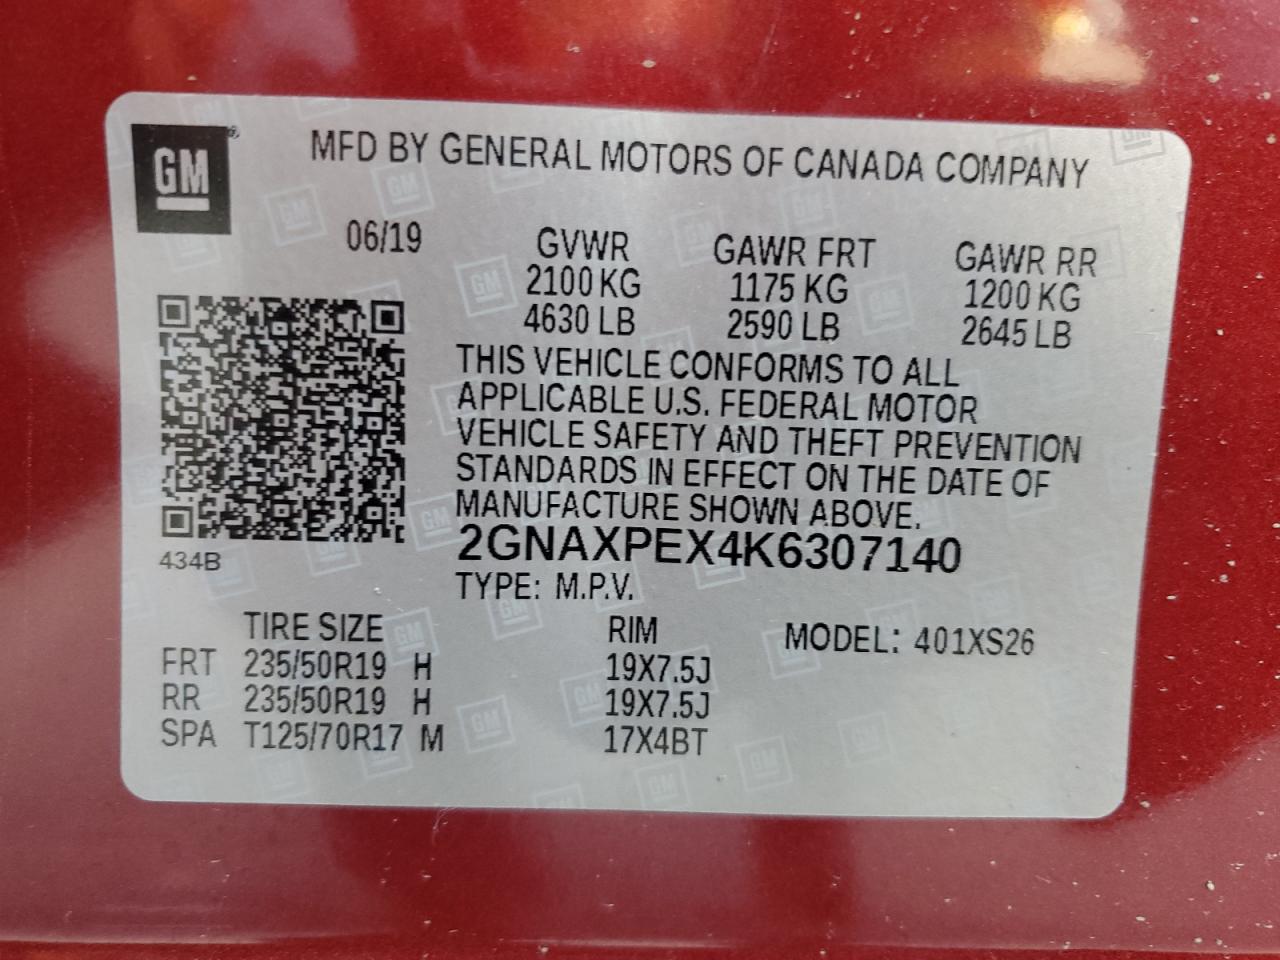 GM®
MFD BY GENERAL MOTORS OF CANADA COMPANY
06/19
GVWR GAWR FRT GAWR RR
2100 KG 1175 KG 1200 KG
4630 LB 2590 LB 2645 LB
THIS VEHICLE CONFORMS TO ALL
APPLICABLE U.S. FEDERAL MOTOR
VEHICLE SAFETY AND THEFT PREVENTION
STANDARDS IN EFFECT ON THE DATE OF
MANUFACTURE SHOWN ABOVE.
2GNAXPEX4K6307140
434B
TYPE: M.P.V.
TIRE SIZE RIM MODEL: 401XS26
FRT 235/50R19 H 19X7.5J
RR 235/50R19 H 19X7.5J
SPA T125/70R17 M 17X4BT